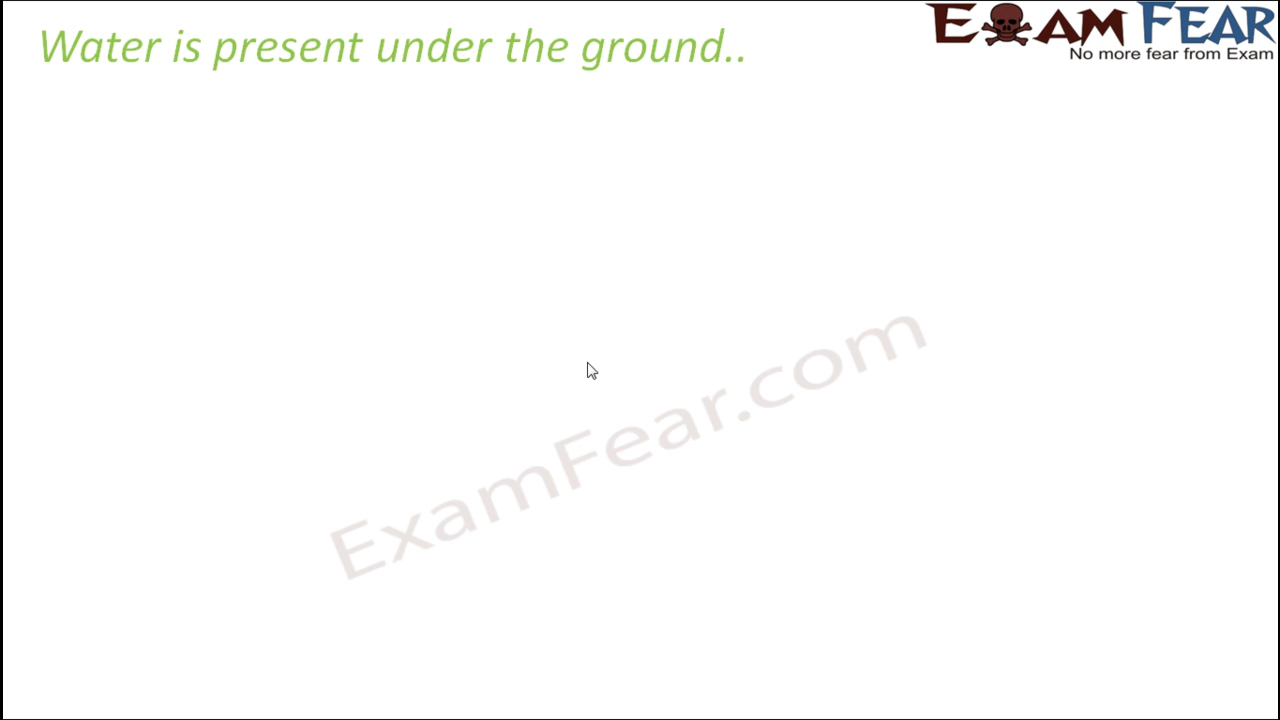 Water is present under the ground..
EXAM FEAR
No more fear from Exam
ExamFear.com